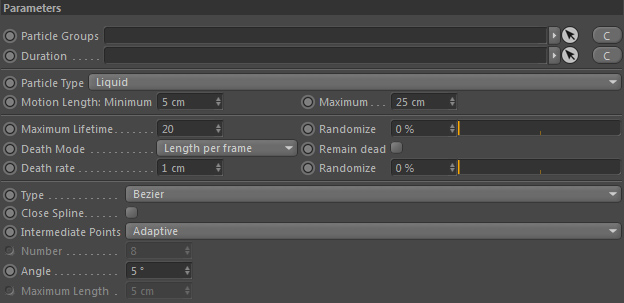 Parameters
Particle Groups C
Duration . . . . . C
Particle Type Liquid
Motion Length: Minimum 5 cm Maximum . . . 25 cm
Maximum Lifetime . . . . . . . 20 Randomize 0 %
Death Mode . . . . . . . . . . . Length per frame Remain dead
Death rate . . . . . . . . . . . . 1 cm Randomize 0 %
Type . . . . . . . . . . . . Bezier
Close Spline . . . . .
Intermediate Points Adaptive
Number . . . . . . . . . 8
Angle . . . . . . . . . . . 5 °
Maximum Length . 5 cm